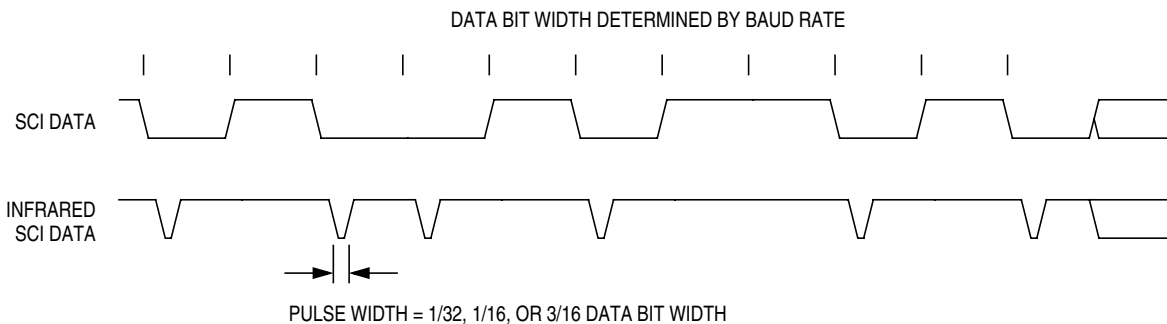 DATA BIT WIDTH DETERMINED BY BAUD RATE
SCI DATA
INFRARED
SCI DATA
PULSE WIDTH = 1/32, 1/16, OR 3/16 DATA BIT WIDTH